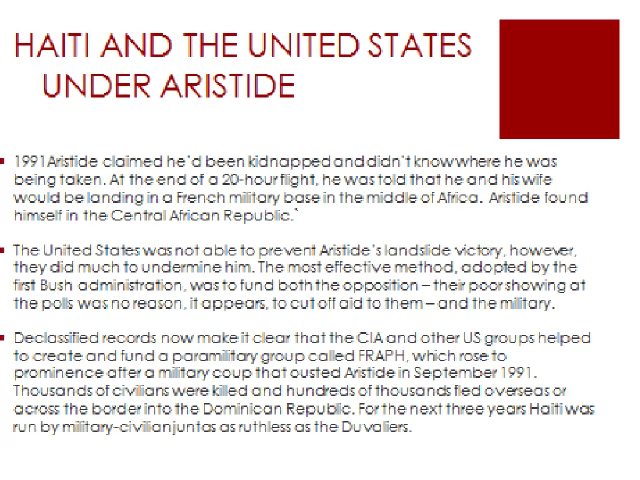 HAITI AND THE UNITED STATES
UNDER ARISTIDE
1991Aristide claimed he'd been kidnapped and didn't know where he was
being taken. At the end of a 20-hour flight, he was told that he and his wife
would be landing in a French military base in the middle of Africa. Aristide found
himself in the Central African Republic.`
The United States was not able to prevent Aristide's landslide victory, however,
they did much to undermine him. The most effective method, adopted by the
first Bush administration, was to fund both the opposition – their poor showing at
the polls was no reason, it appears, to cut off aid to them – and the military.
Declassified records now make it clear that the CIA and other US groups helped
to create and fund a paramilitary group called FRAPH, which rose to
prominence after a military coup that ousted Aristide in September 1991.
Thousands of civilians were killed and hundreds of thousands fled overseas or
across the border into the Dominican Republic. For the next three years Haiti was
run by military-civilian juntas as ruthless as the Duvaliers.